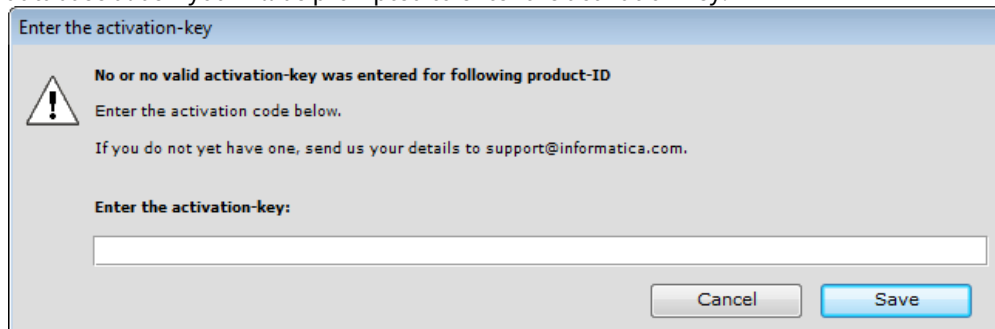 Enter the activation-key
No or no valid activation-key was entered for following product-ID
Enter the activation code below.
If you do not yet have one, send us your details to support@informatica.com.
Enter the activation-key:
Cancel Save